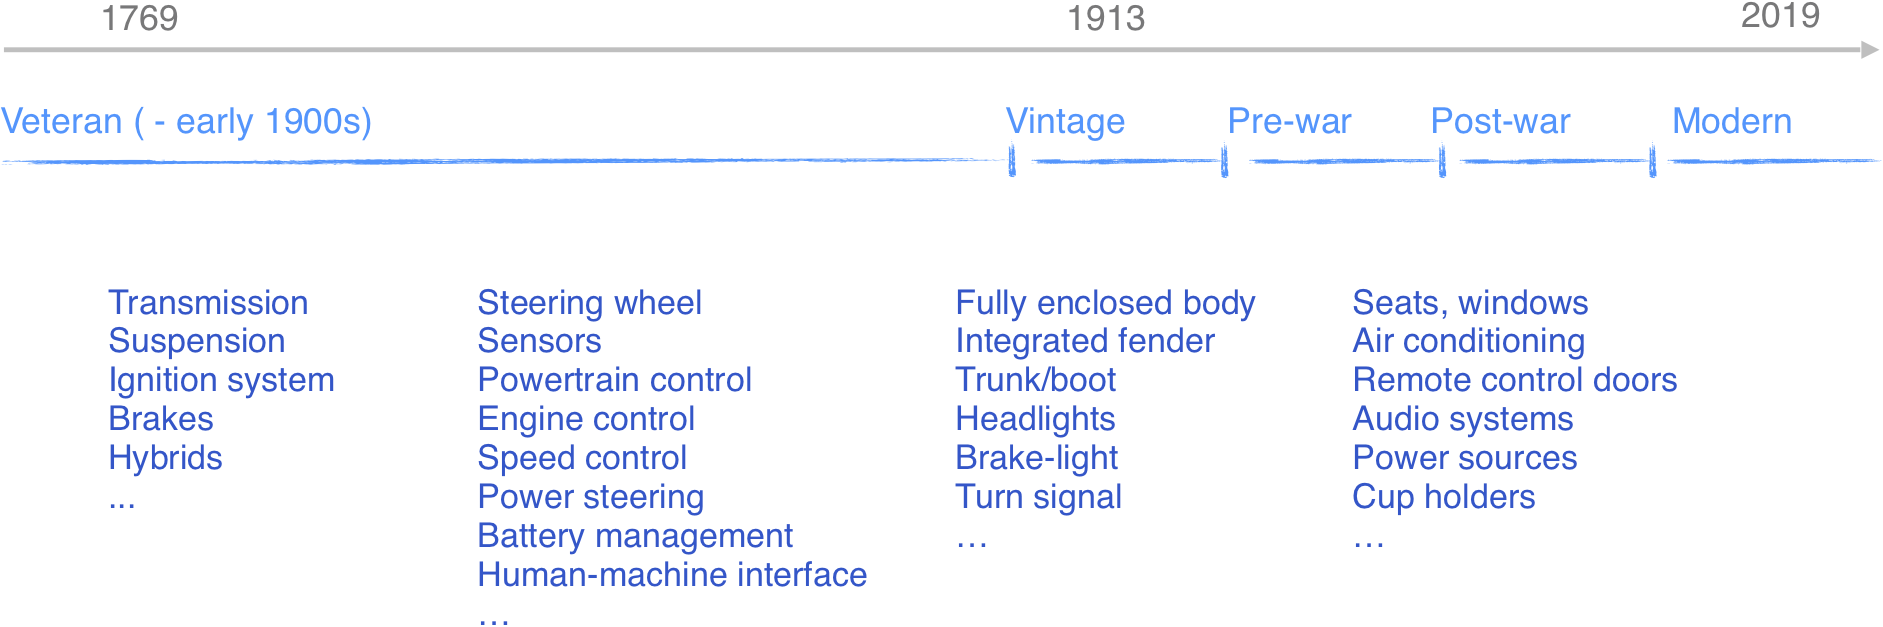 1769
1913
2019
Veteran ( - early 1900s)
Vintage
Pre-war
Post-war
Modern
Transmission
Suspension
Ignition system
Brakes
Hybrids
...
Steering wheel
Sensors
Powertrain control
Engine control
Speed control
Power steering
Battery management
Human-machine interface
…
Fully enclosed body
Integrated fender
Trunk/boot
Headlights
Brake-light
Turn signal
…
Seats, windows
Air conditioning
Remote control doors
Audio systems
Power sources
Cup holders
…